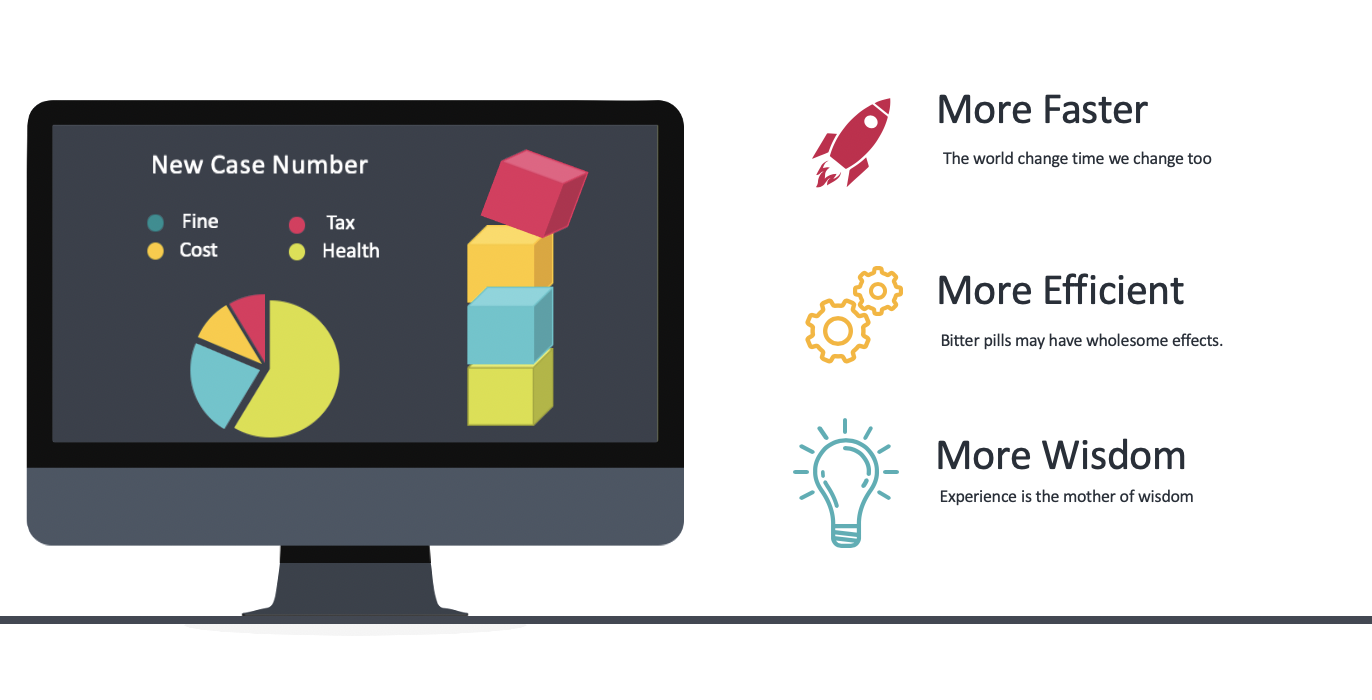 New Case Number
Fine
Tax
Cost
Health
More Faster
The world change time we change too
More Efficient
Bitter pills may have wholesome effects.
More Wisdom
Experience is the mother of wisdom